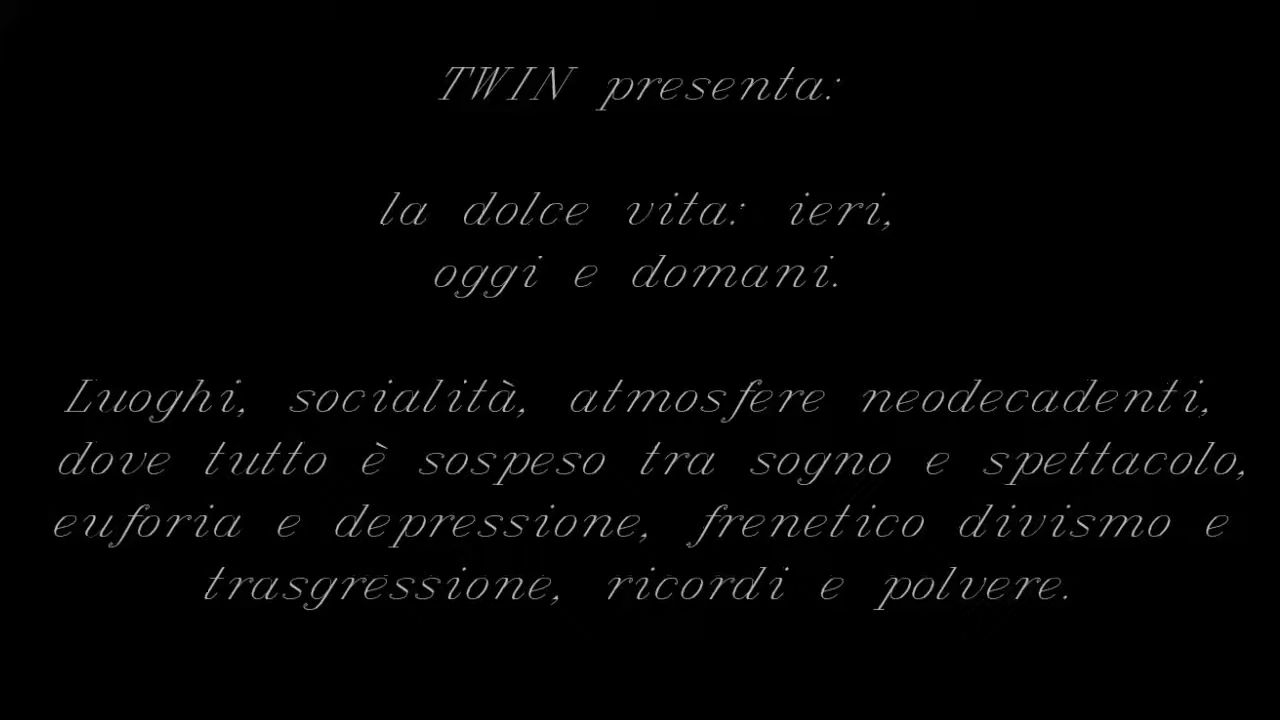 TWIN presenta:
la dolce vita: ieri,
oggi e domani.
Luoghi, socialità, atmosfere neodecadenti,
dove tutto è sospeso tra sogno e spettacolo,
euforia e depressione, frenetico divismo e
trasgressione, ricordi e polvere.